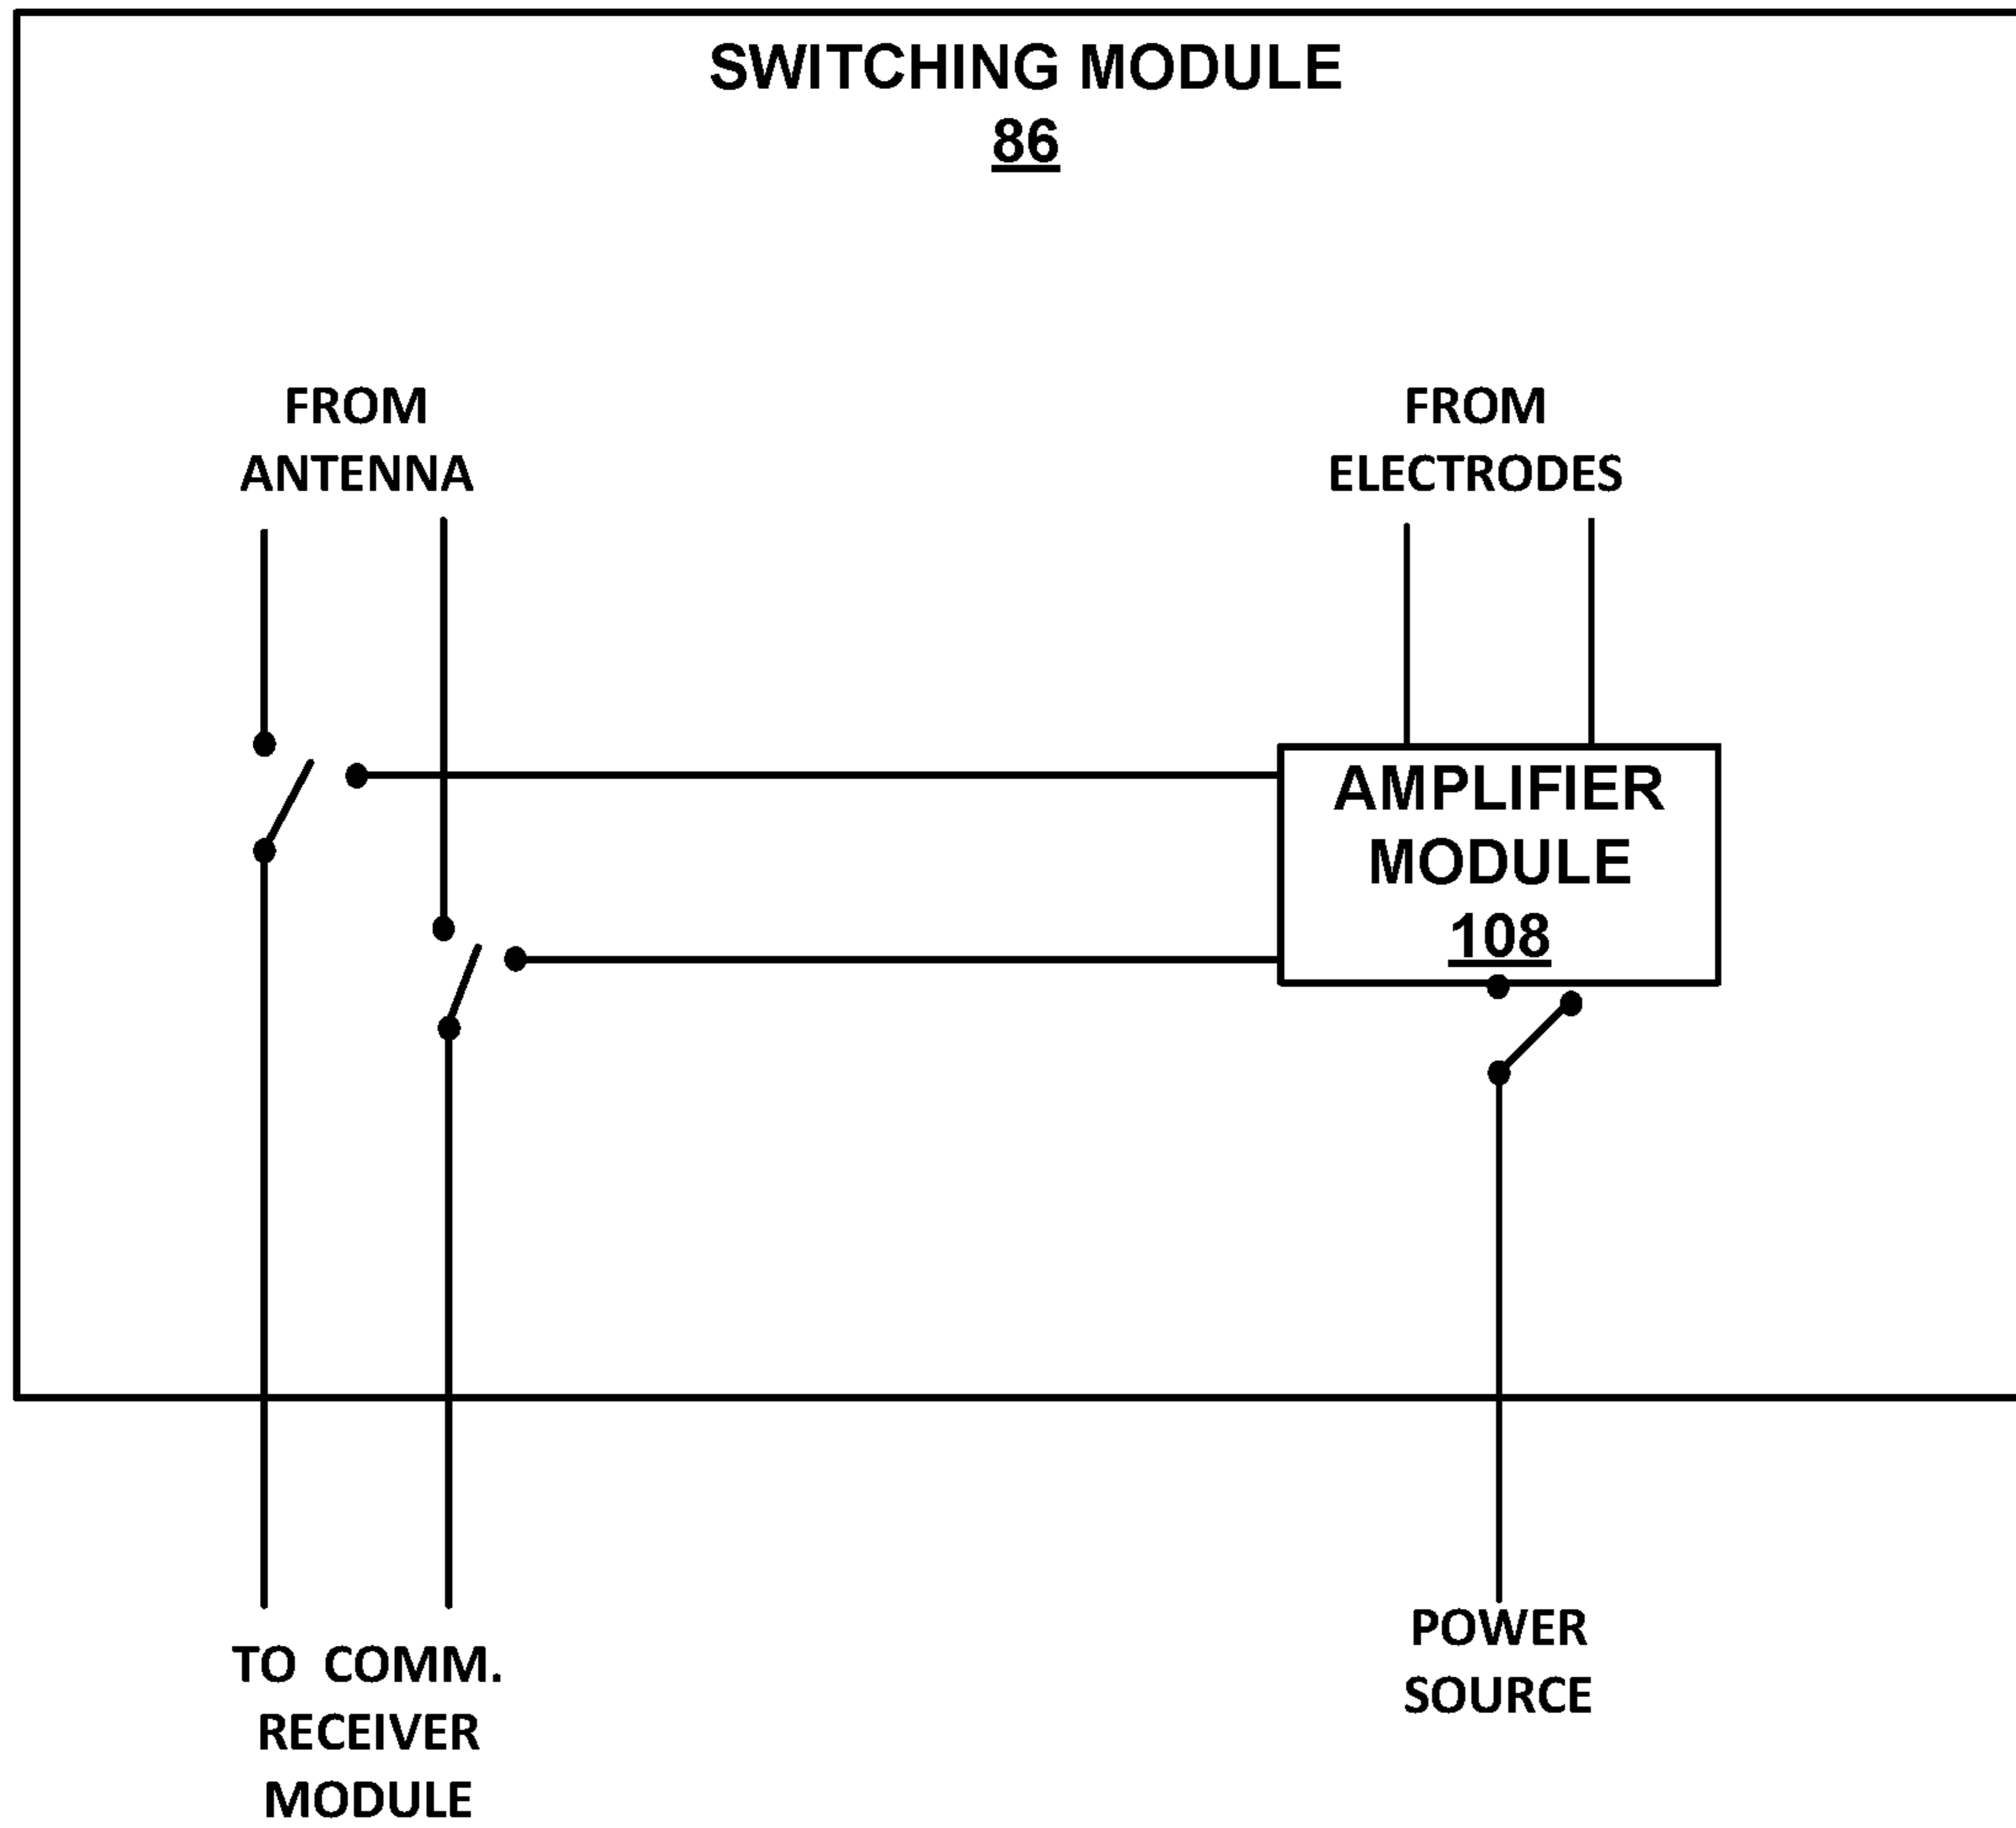 SWITCHING MODULE
86
FROM
ANTENNA
FROM
ELECTRODES
AMPLIFIER
MODULE
108
TO COMM.
RECEIVER
MODULE
POWER
SOURCE